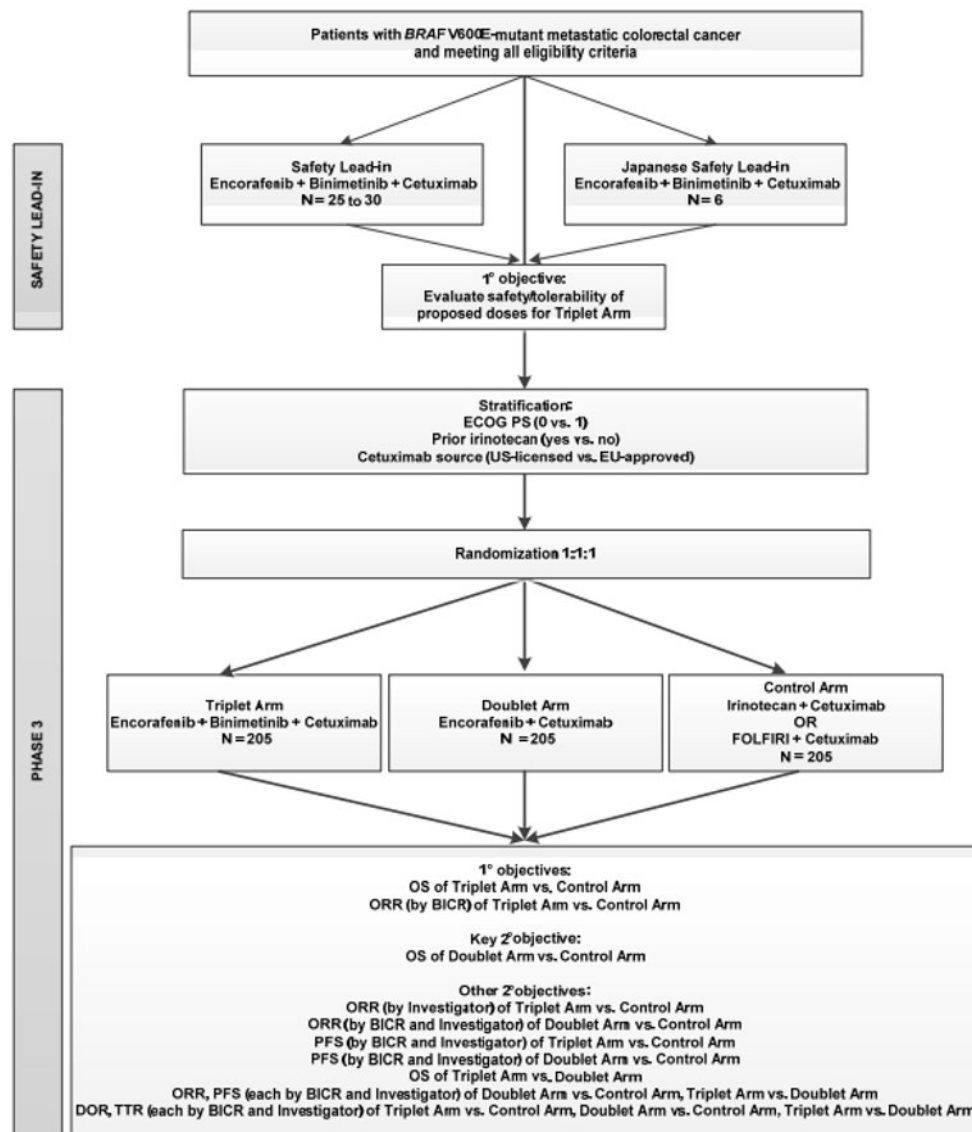 Patients with BRAF V600E-mutant metastatic colorectal cancer
and meeting all eligibility criteria
SAFETY LEAD-IN
Safety Lead-in
Encorafenib + Binimetinib + Cetuximab
N = 25 to 30
Japanese Safety Lead-in
Encorafenib + Binimetinib + Cetuximab
N = 6
1° objective:
Evaluate safety/tolerability of
proposed doses for Triplet Arm
PHASE 3
Stratification:
ECOG PS (0 vs. 1)
Prior irinotecan (yes vs. no)
Cetuximab source (US-licensed vs. EU-approved)
Randomization 1:1:1
Triplet Arm
Encorafenib + Binimetinib + Cetuximab
N = 205
Doublet Arm
Encorafenib + Cetuximab
N = 205
Control Arm
Irinotecan + Cetuximab
OR
FOLFIRI + Cetuximab
N = 205
1° objectives:
OS of Triplet Arm vs. Control Arm
ORR (by BICR) of Triplet Arm vs. Control Arm
Key 2° objective:
OS of Doublet Arm vs. Control Arm
Other 2° objectives:
ORR (by Investigator) of Triplet Arm vs. Control Arm
ORR (by BICR and Investigator) of Doublet Arm vs. Control Arm
PFS (by BICR and Investigator) of Triplet Arm vs. Control Arm
PFS (by BICR and Investigator) of Doublet Arm vs. Control Arm
OS of Triplet Arm vs. Doublet Arm
ORR, PFS (each by BICR and Investigator) of Doublet Arm vs. Control Arm, Triplet Arm vs. Doublet Arm
DOR, TTR (each by BICR and Investigator) of Triplet Arm vs. Control Arm, Doublet Arm vs. Control Arm, Triplet Arm vs. Doublet Arm